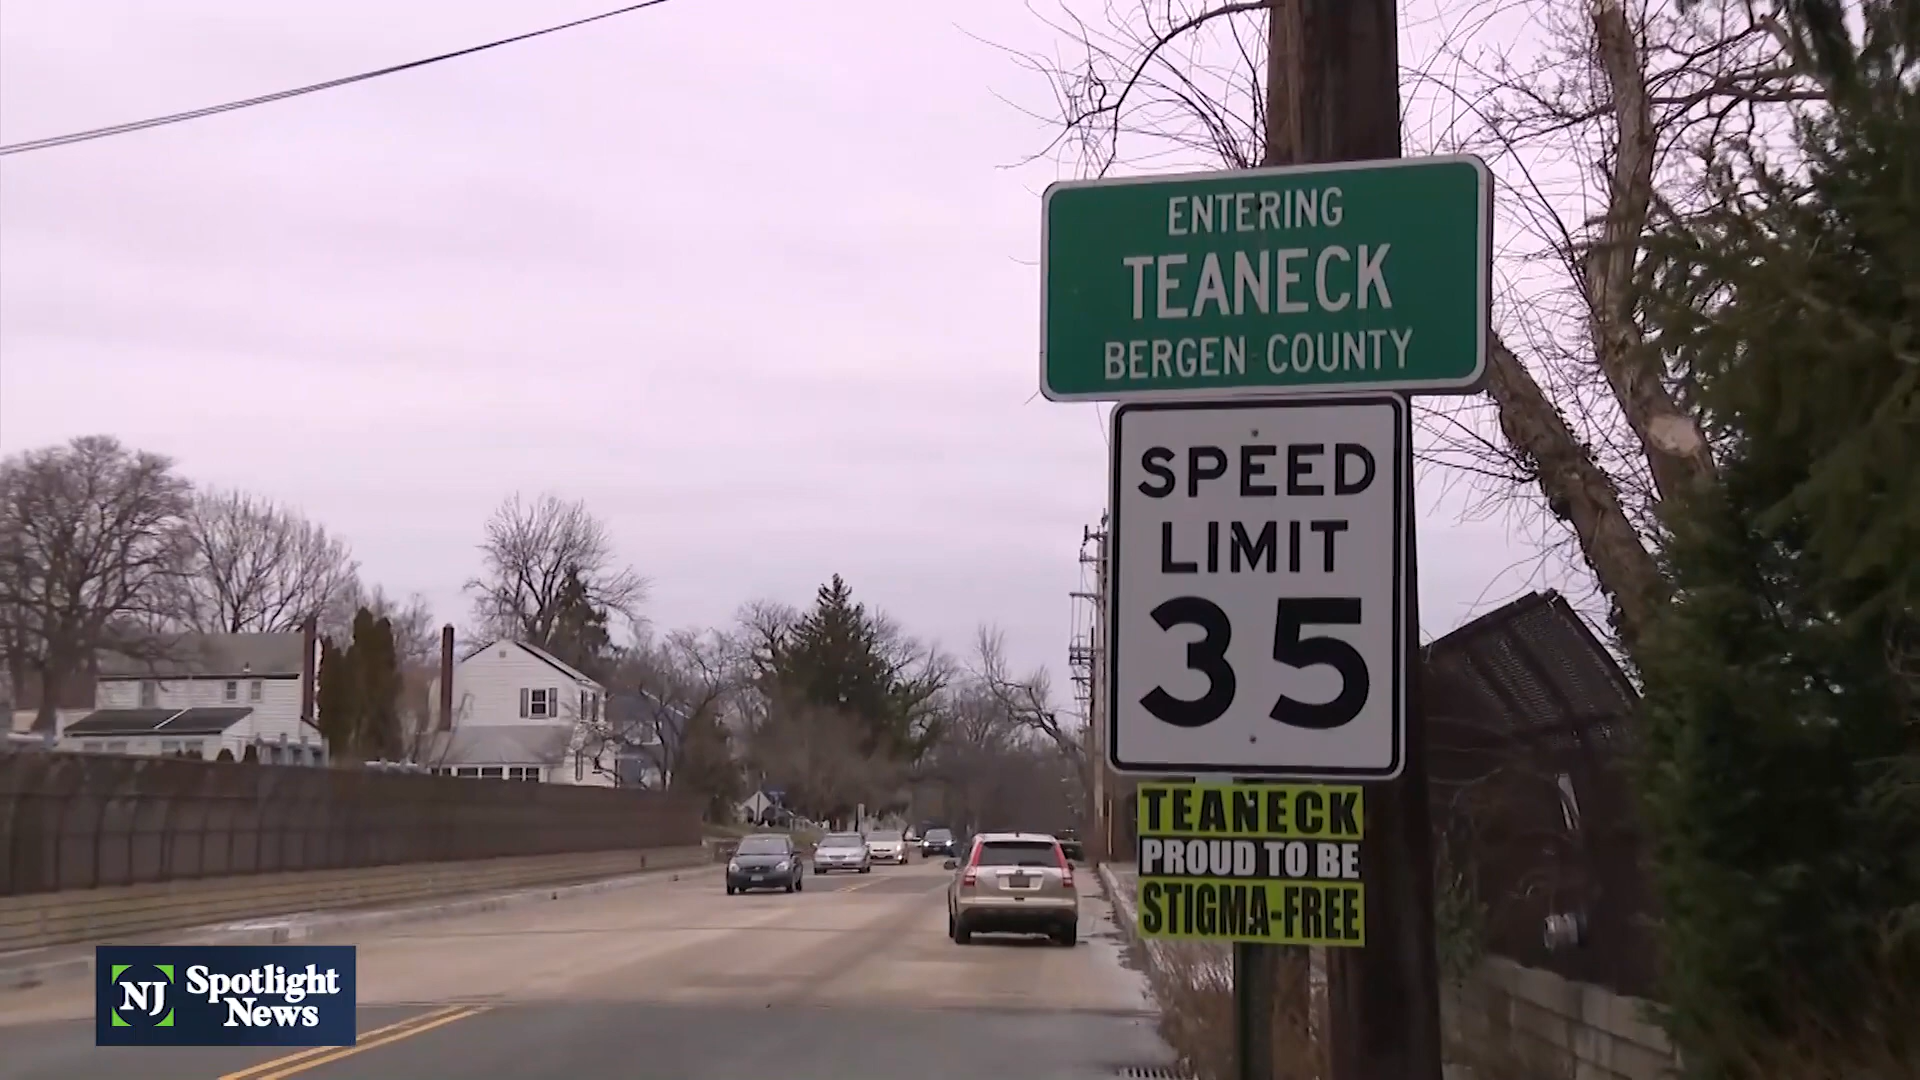 ENTERING
TEANECK
BERGEN COUNTY
SPEED
LIMIT
35
TEANECK
PROUD TO BE
STIGMA-FREE
NJ Spotlight
News